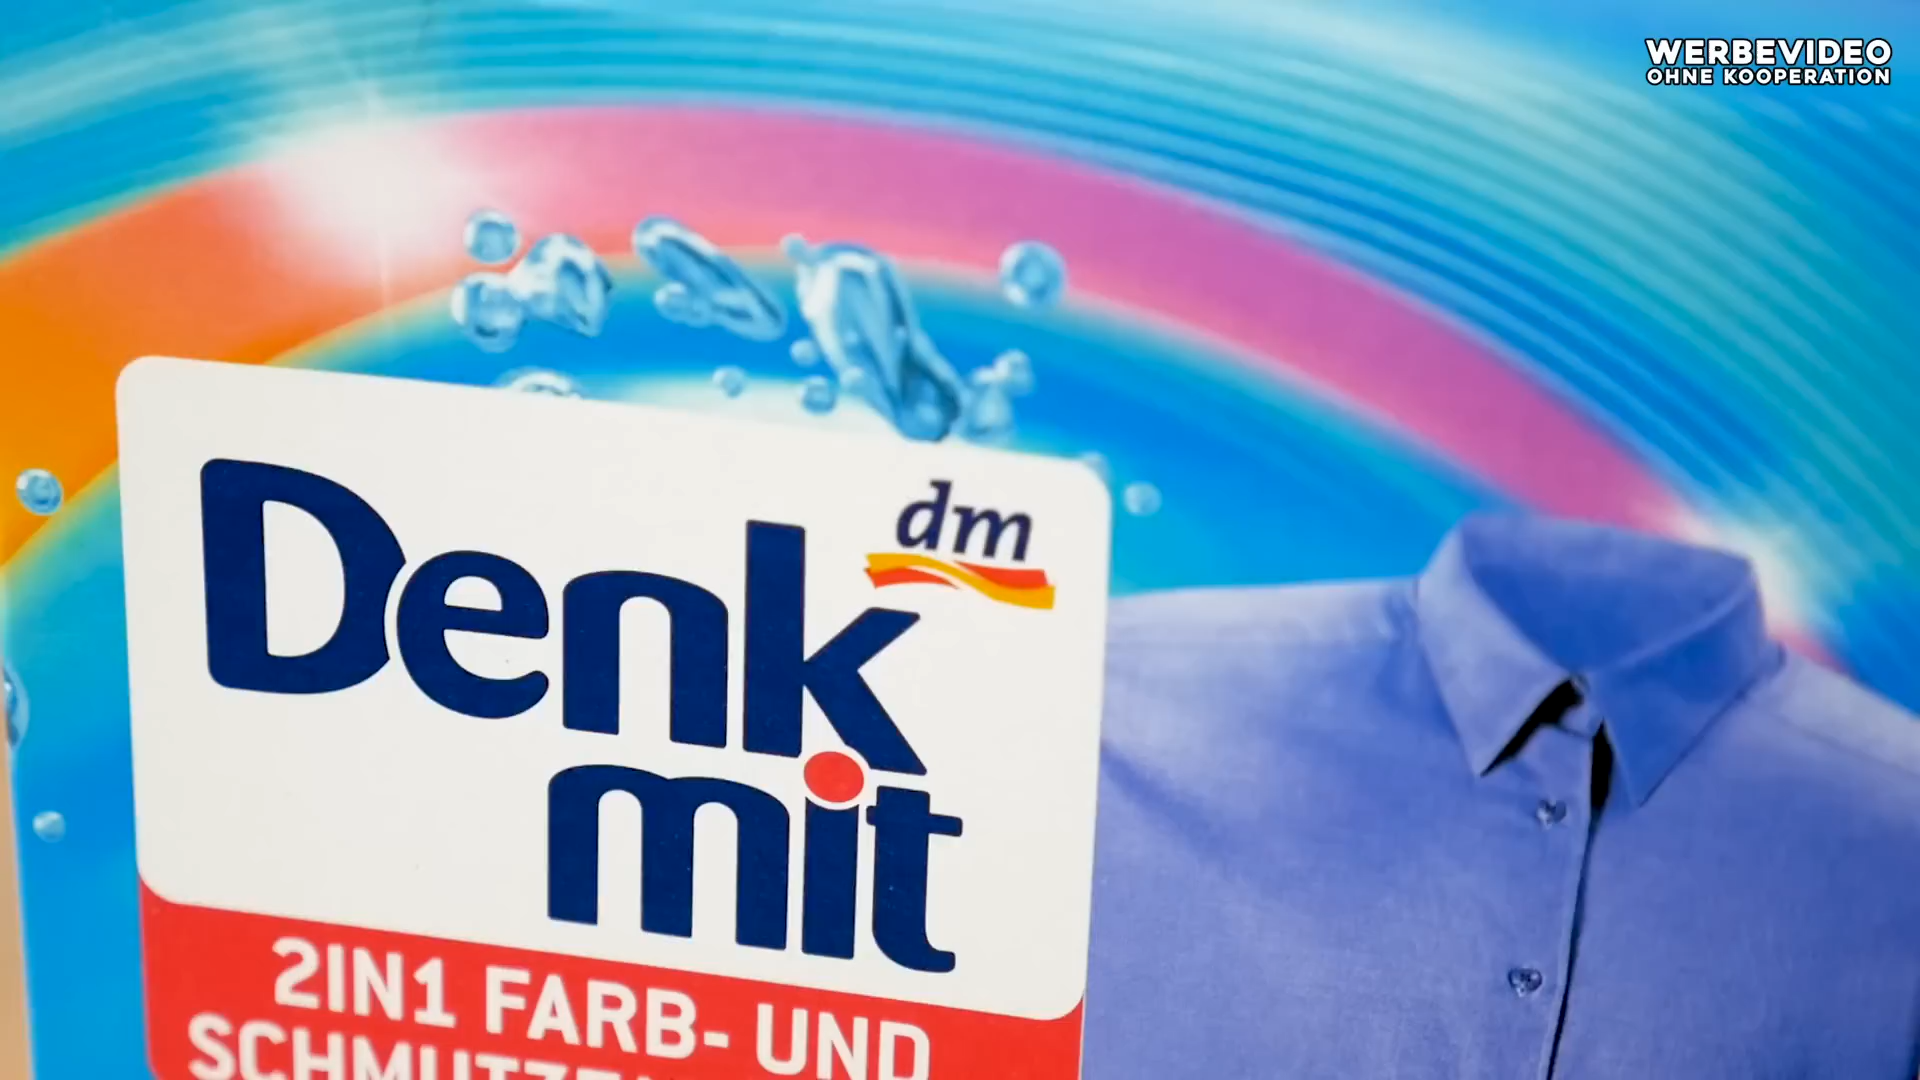 WERBEVIDEO
OHNE KOOPERATION
dm
Denk
mit
2IN1 FARB- UND